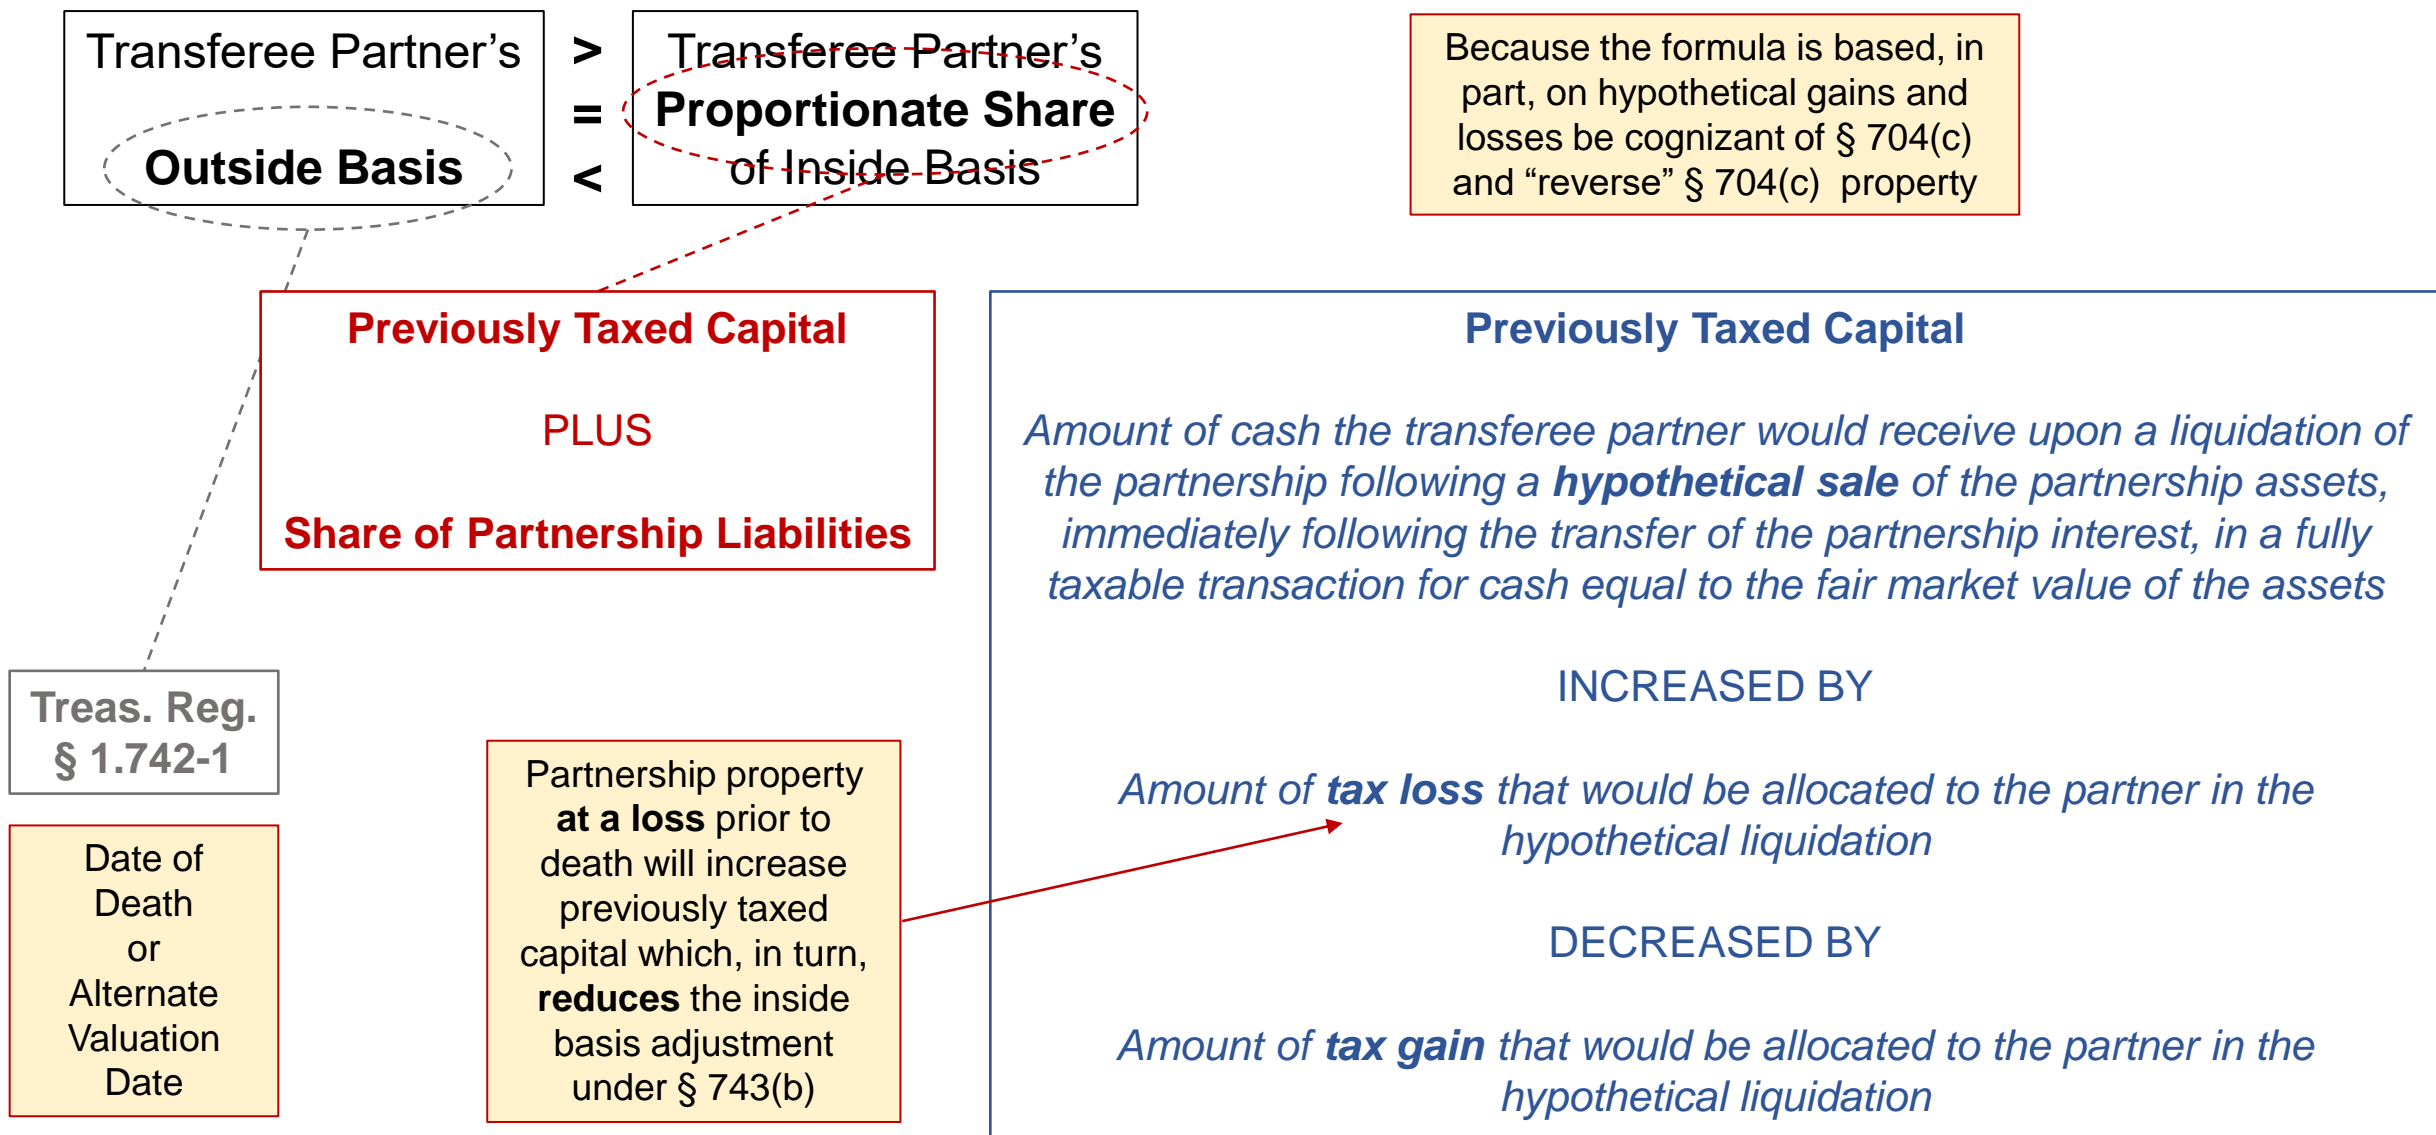 Transferee Partner’s
Outside Basis
>
=
<
Transferee Partner’s
Proportionate Share
of Inside Basis
Because the formula is based, in
part, on hypothetical gains and
losses be cognizant of § 704(c)
and “reverse” § 704(c) property
Previously Taxed Capital
PLUS
Share of Partnership Liabilities
Previously Taxed Capital
Amount of cash the transferee partner would receive upon a liquidation of
the partnership following a hypothetical sale of the partnership assets,
immediately following the transfer of the partnership interest, in a fully
taxable transaction for cash equal to the fair market value of the assets
INCREASED BY
Amount of tax loss that would be allocated to the partner in the
hypothetical liquidation
DECREASED BY
Amount of tax gain that would be allocated to the partner in the
hypothetical liquidation
Treas. Reg.
§ 1.742-1
Date of
Death
or
Alternate
Valuation
Date
Partnership property
at a loss prior to
death will increase
previously taxed
capital which, in turn,
reduces the inside
basis adjustment
under § 743(b)